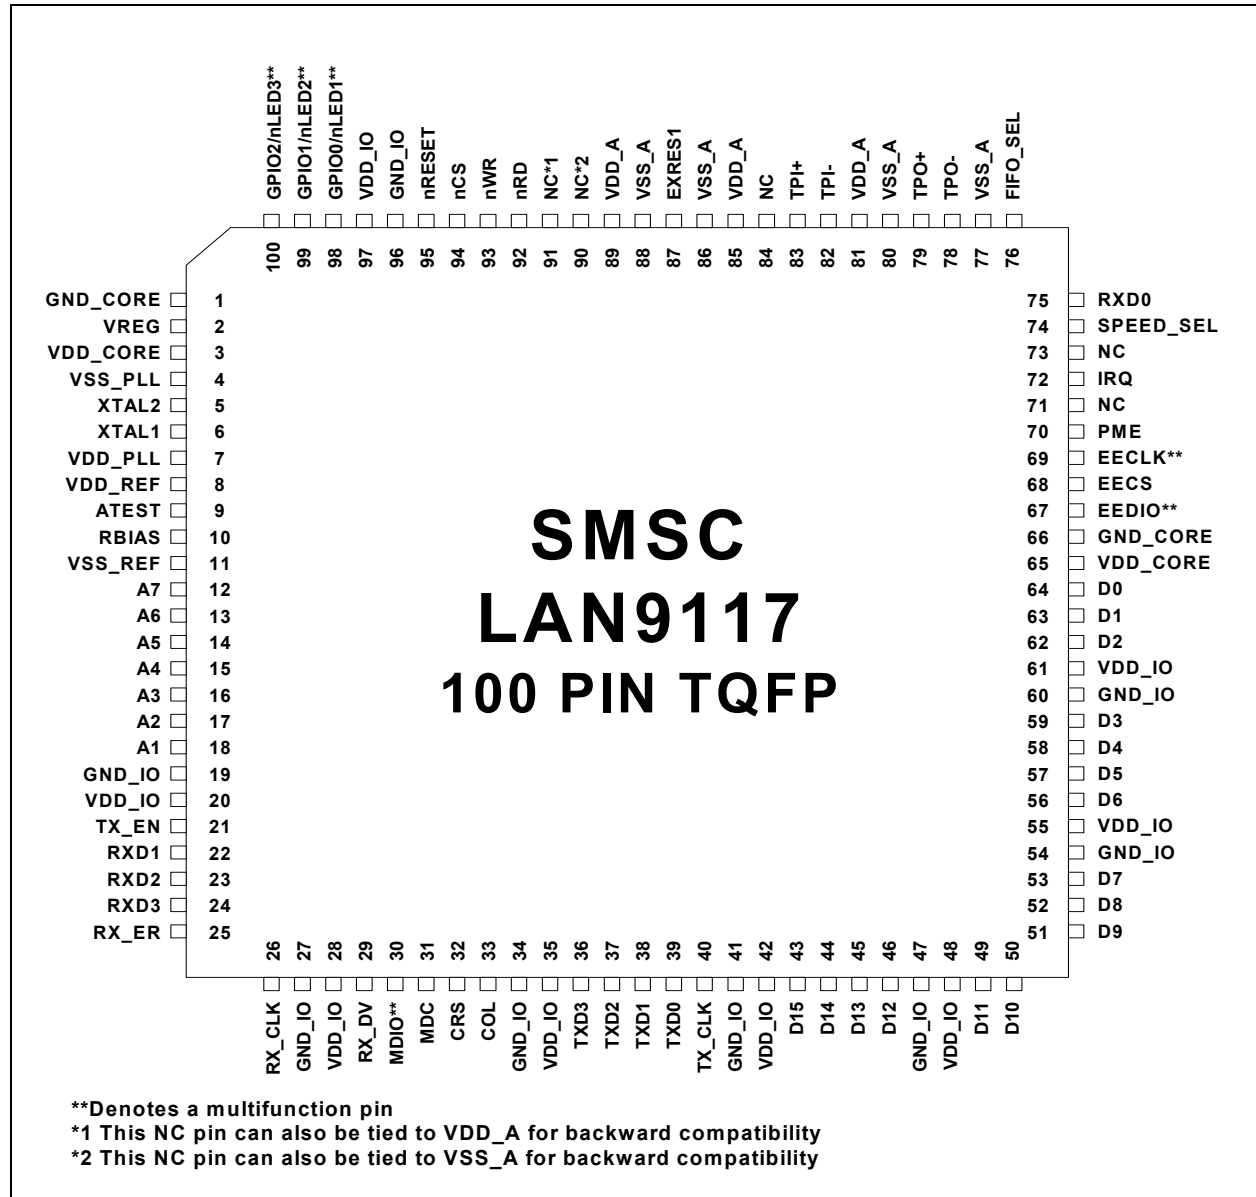 GPIO2/nLED3**
GPIO1/nLED2**
GPIO0/nLED1**
VDD_IO
GND_IO
nRESET
nCS
nWR
nRD
NC*1
NC*2
VDD_A
VSS_A
EXRES1
VSS_A
VDD_A
NC
TPI+
TPI-
VDD_A
VSS_A
TPO+
TPO-
VSS_A
FIFO_SEL
100
99
98
97
96
95
94
93
92
91
90
89
88
87
86
85
84
83
82
81
80
79
78
77
76
GND_CORE 1
VREG 2
VDD_CORE 3
VSS_PLL 4
XTAL2 5
XTAL1 6
VDD_PLL 7
VDD_REF 8
ATEST 9
RBIAS 10
VSS_REF 11
A7 12
A6 13
A5 14
A4 15
A3 16
A2 17
A1 18
GND_IO 19
VDD_IO 20
TX_EN 21
RXD1 22
RXD2 23
RXD3 24
RX_ER 25
SMSC
LAN9117
100 PIN TQFP
75 RXD0
74 SPEED_SEL
73 NC
72 IRQ
71 NC
70 PME
69 EECLK**
68 EECS
67 EEDIO**
66 GND_CORE
65 VDD_CORE
64 D0
63 D1
62 D2
61 VDD_IO
60 GND_IO
59 D3
58 D4
57 D5
56 D6
55 VDD_IO
54 GND_IO
53 D7
52 D8
51 D9
26
27
28
29
30
31
32
33
34
35
36
37
38
39
40
41
42
43
44
45
46
47
48
49
50
RX_CLK
GND_IO
VDD_IO
RX_DV
MDIO**
MDC
CRS
COL
GND_IO
VDD_IO
TXD3
TXD2
TXD1
TXD0
TX_CLK
GND_IO
VDD_IO
D15
D14
D13
D12
GND_IO
VDD_IO
D11
D10
**Denotes a multifunction pin
*1 This NC pin can also be tied to VDD_A for backward compatibility
*2 This NC pin can also be tied to VSS_A for backward compatibility